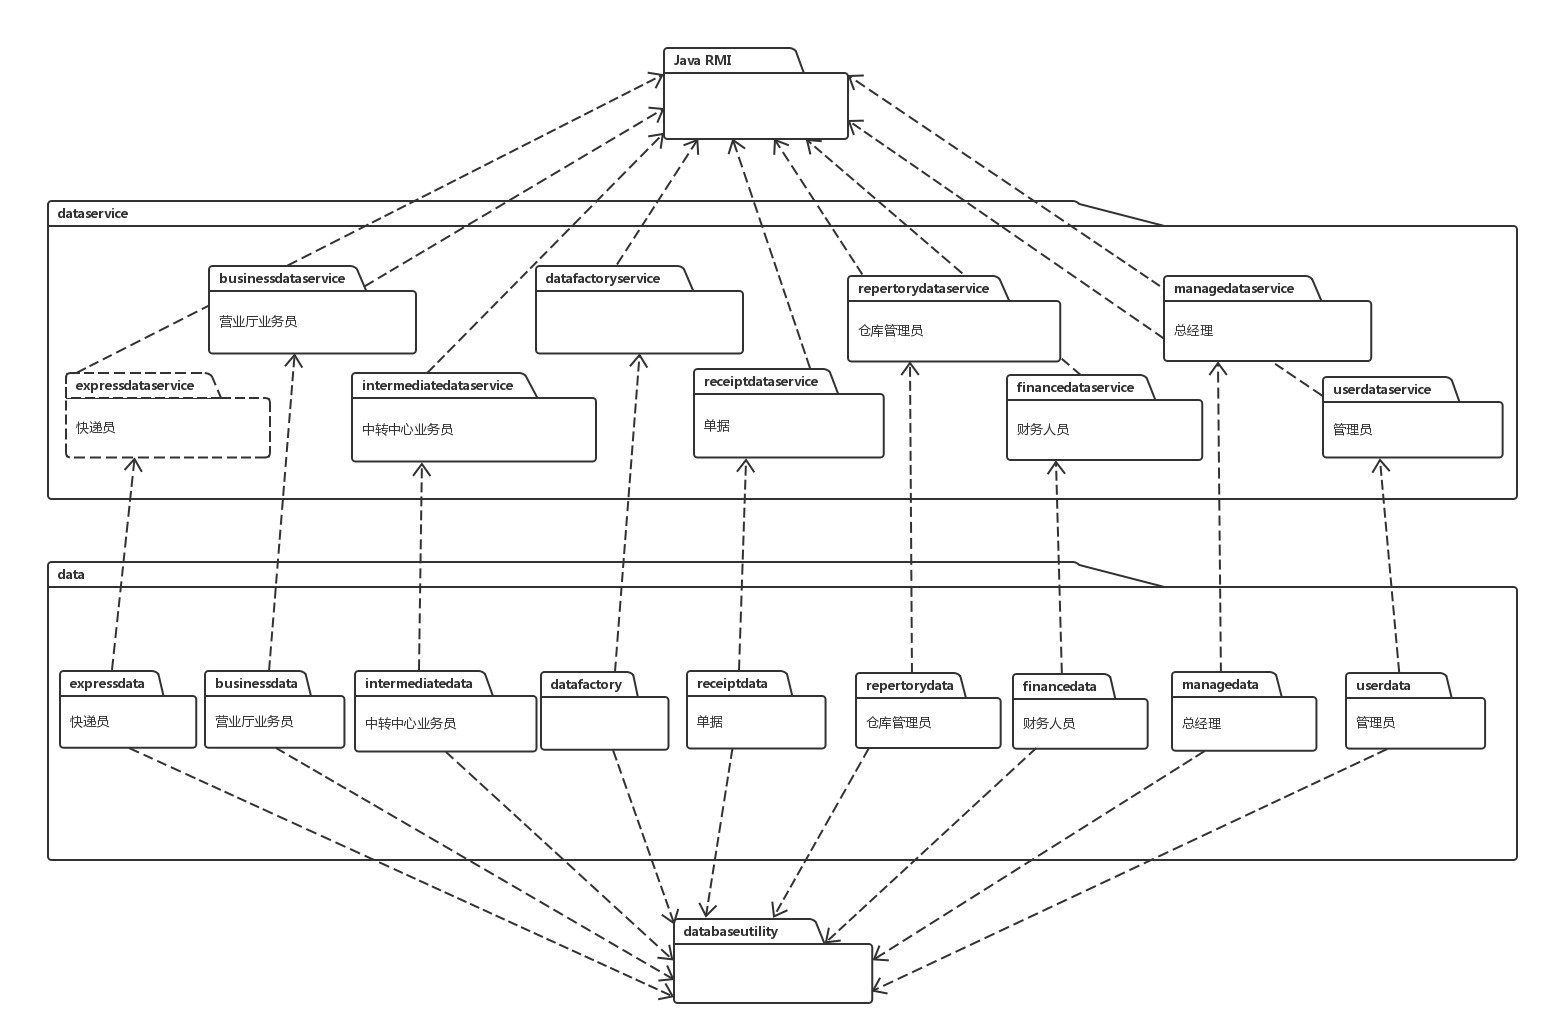 Java RMI
dataservice
businessdataservice
营业厅业务员
datafactoryservice
repertorydataservice
仓库管理员
managedataservice
总经理
expressdataservice
快递员
intermediatedataservice
中转中心业务员
receiptdataservice
单据
financedataservice
财务人员
userdataservice
管理员
data
expressdata
快递员
businessdata
营业厅业务员
intermediatedata
中转中心业务员
datafactory
receiptdata
单据
repertorydata
仓库管理员
financedata
财务人员
managedata
总经理
userdata
管理员
databaseutility